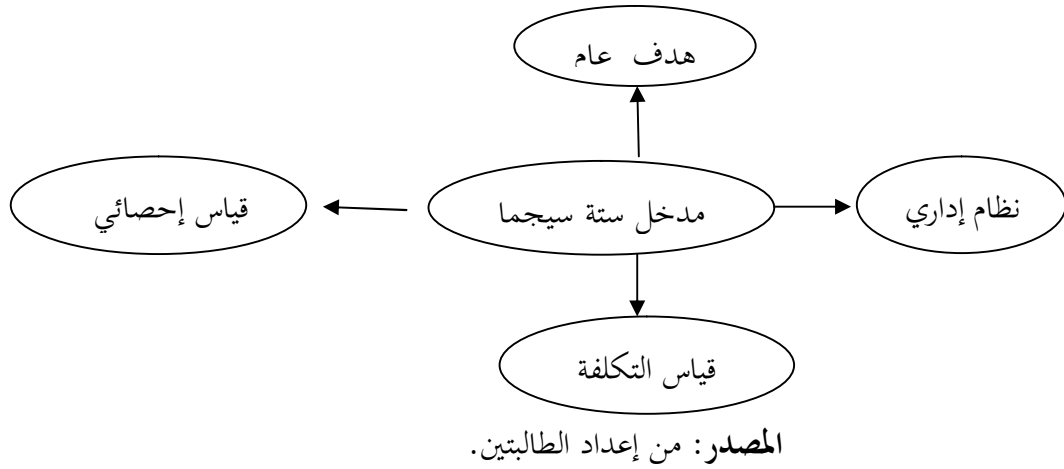 هدف عام
نظام إداري
مدخل ستة سيجما
قياس إحصائي
قياس التكلفة
المصدر: من إعداد الطالبتين.